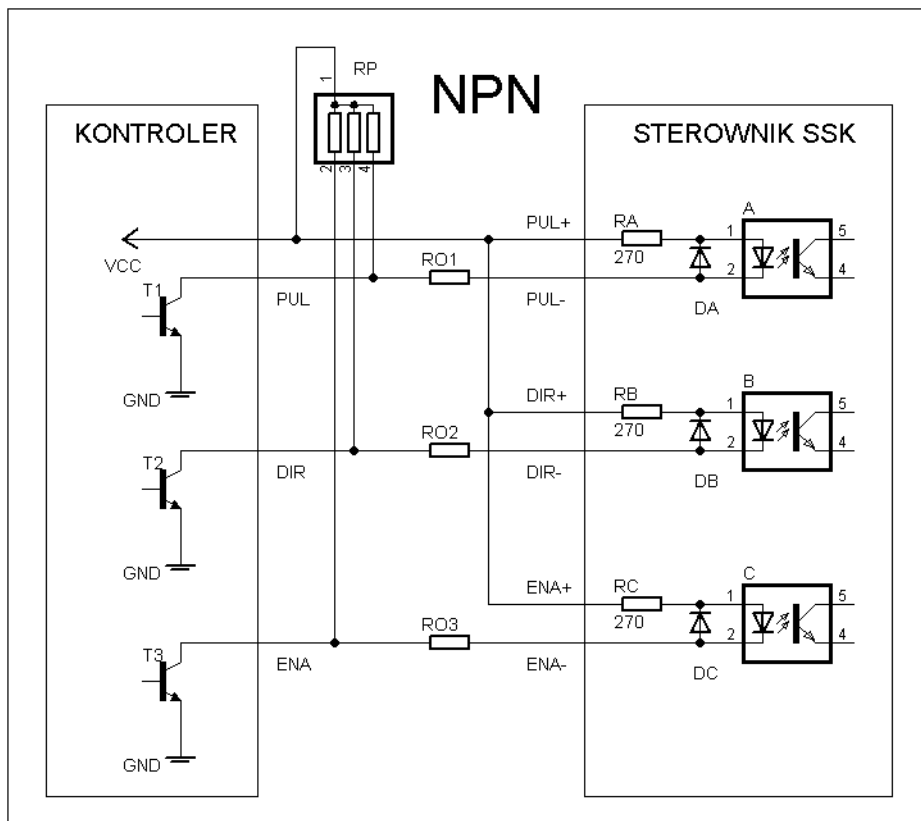 NPN
RP
1
2 3 4
KONTROLER
STEROWNIK SSK
VCC
PUL+
RA
270
A
1
2
5
4
T1
PUL
RO1
PUL-
DA
GND
DIR+
RB
270
B
1
2
5
4
T2
DIR
RO2
DIR-
DB
GND
ENA+
RC
270
C
1
2
5
4
T3
ENA
RO3
ENA-
DC
GND